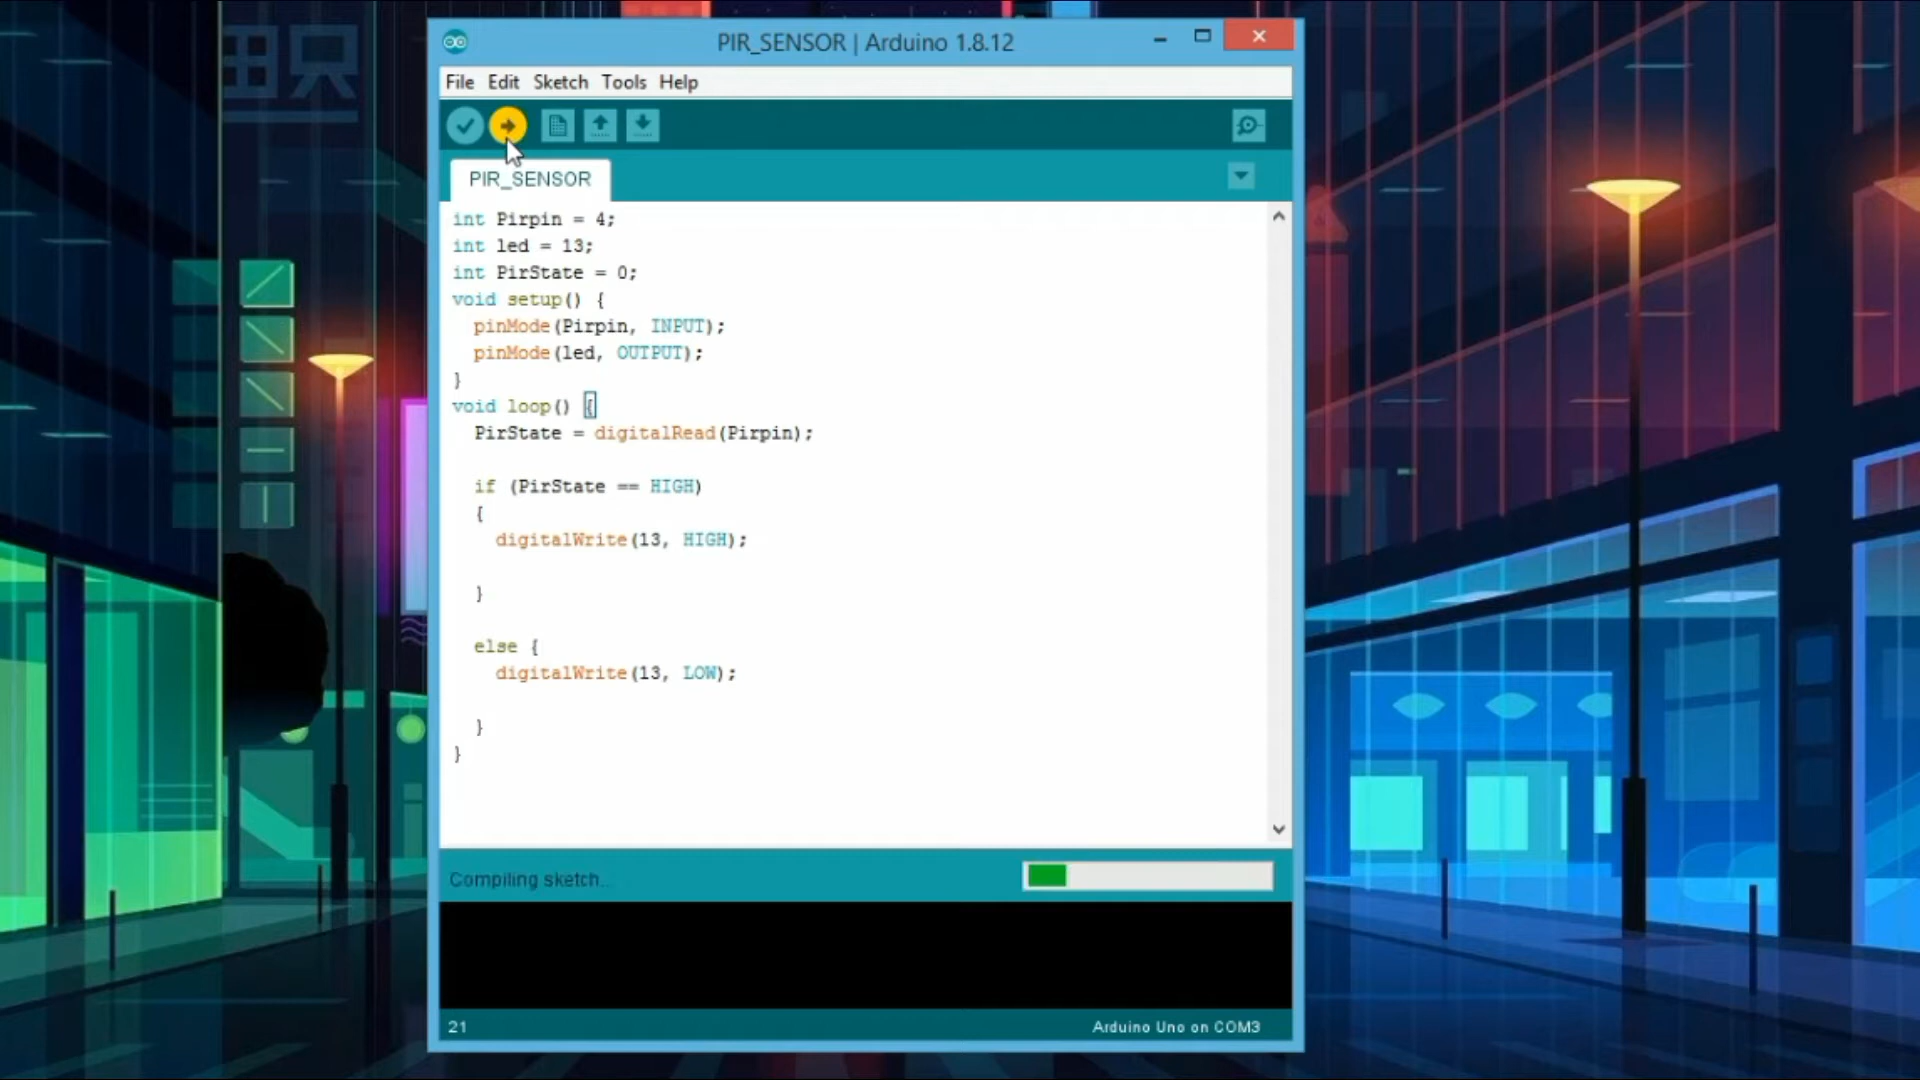 PIR_SENSOR | Arduino 1.8.12
File Edit Sketch Tools Help
PIR_SENSOR
int Pirpin = 4;
int led = 13;
int PirState = 0;
void setup() {
pinMode(Pirpin, INPUT);
pinMode(led, OUTPUT);
}
void loop() {
PirState = digitalRead(Pirpin);
if (PirState == HIGH)
{
digitalWrite(13, HIGH);
}
else {
digitalWrite(13, LOW);
}
}
Compiling sketch...
21
Arduino Uno on COM3